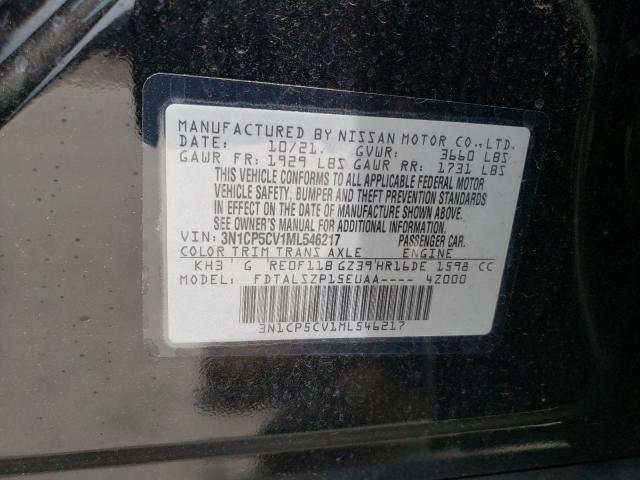 MANUFACTURED BY NISSAN MOTOR CO.,LTD.
DATE: 10/21. GVWR: 3660 LBS
GAWR FR: 1929 LBS GAWR RR: 1731 LBS
THIS VEHICLE CONFORMS TO ALL APPLICABLE FEDERAL MOTOR
VEHICLE SAFETY, BUMPER AND THEFT PREVENTION STANDARDS
IN EFFECT ON THE DATE OF MANUFACTURE SHOWN ABOVE.
SEE OWNER'S MANUAL FOR ADDITIONAL INFORMATION.
VIN: 3N1CP5CV1ML546217 PASSENGER CAR.
COLOR TRIM TRANS AXLE ENGINE
KH3 G RE0F11B GZ39 HR16DE 1598 CC
MODEL: FDTALSZP15EUAA---- 4Z000
3N1CP5CV1ML546217